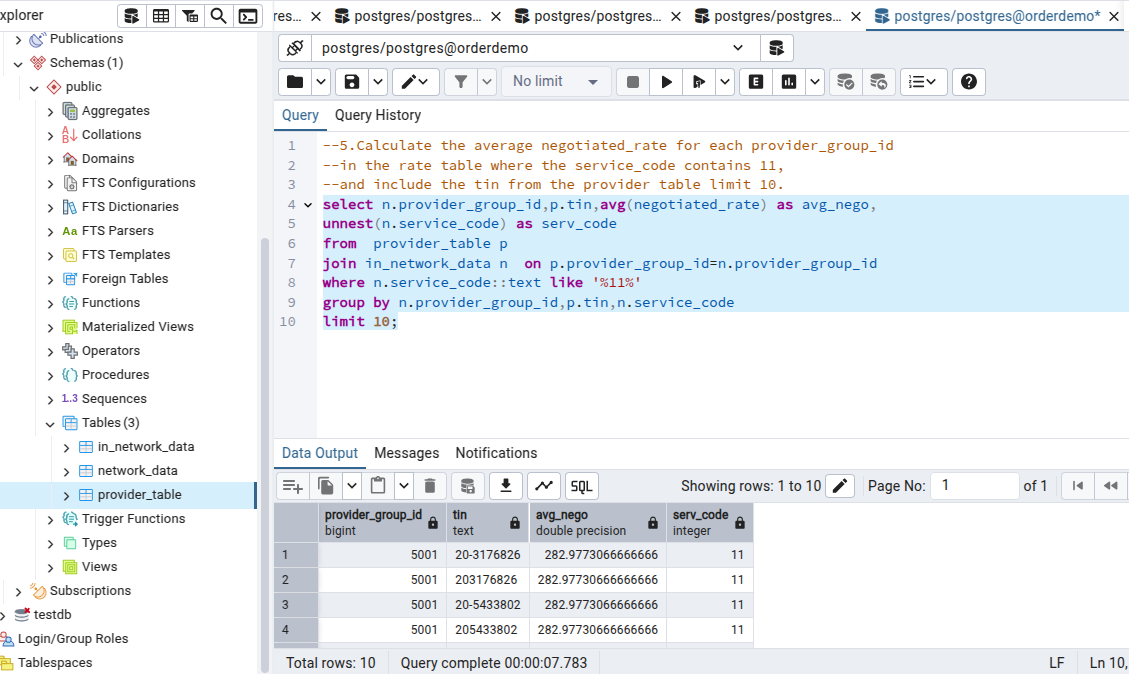 xplorer
Publications
Schemas (1)
public
Aggregates
Collations
Domains
FTS Configurations
FTS Dictionaries
Aa FTS Parsers
FTS Templates
Foreign Tables
Functions
Materialized Views
Operators
Procedures
1..3 Sequences
Tables (3)
in_network_data
network_data
provider_table
Trigger Functions
Types
Views
Subscriptions
testdb
Login/Group Roles
Tablespaces
res... postgres/postgres... postgres/postgres... postgres/postgres... postgres/postgres@orderdemo*
postgres/postgres@orderdemo
No limit
E
Query Query History
1 --5.Calculate the average negotiated_rate for each provider_group_id
2 --in the rate table where the service_code contains 11,
3 --and include the tin from the provider table limit 10.
4 select n.provider_group_id,p.tin,avg(negotiated_rate) as avg_nego,
5 unnest(n.service_code) as serv_code
6 from  provider_table p
7 join in_network_data n  on p.provider_group_id=n.provider_group_id
8 where n.service_code::text like '%11%'
9 group by n.provider_group_id,p.tin,n.service_code
10 limit 10;
Data Output Messages Notifications
SQL Showing rows: 1 to 10 Page No: 1 of 1
provider_group_id tin avg_nego serv_code
bigint text double precision integer
1 5001 20-3176826 282.97730666666666 11
2 5001 203176826 282.97730666666666 11
3 5001 20-5433802 282.97730666666666 11
4 5001 205433802 282.97730666666666 11
Total rows: 10 Query complete 00:00:07.783 LF Ln 10,